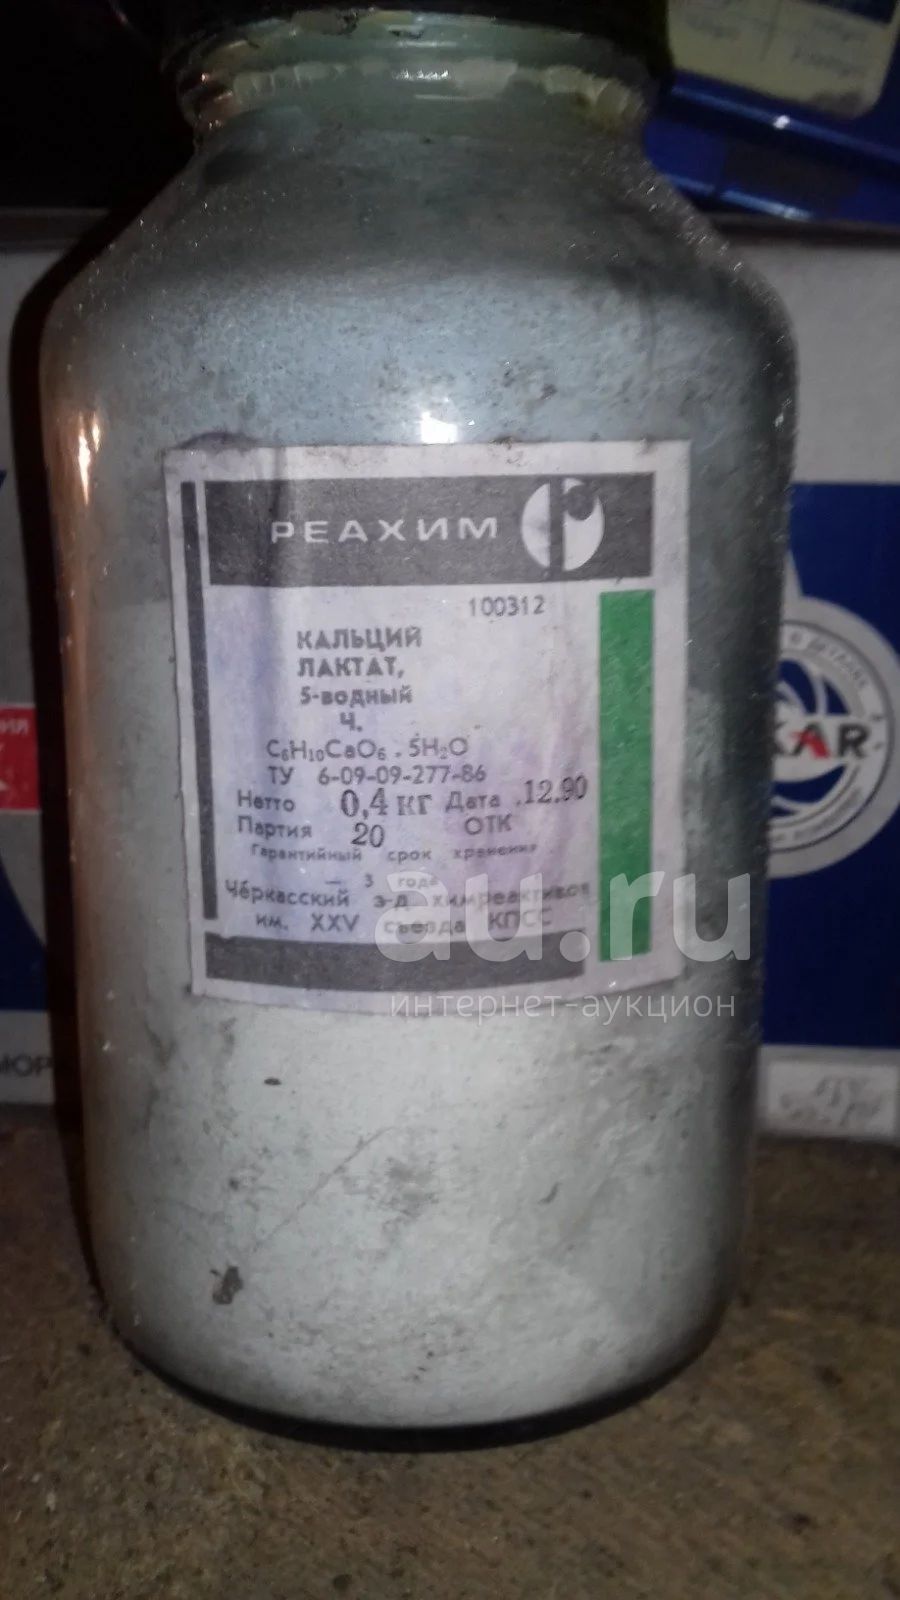 РЕАХИМ
100312
КАЛЬЦИЙ
ЛАКТАТ,
5-водный
Ч.
C₆H₁₀CaO₆ . 5H₂O
ТУ 6-09-09-277-86
Нетто 0,4 кг Дата .12.90
Партия 20 ОТК
Гарантийный срок хранения
— 3 года
Черкасский з-д химреактивов
им. XXV съезда КПСС
au.ru
интернет-аукцион
KAR